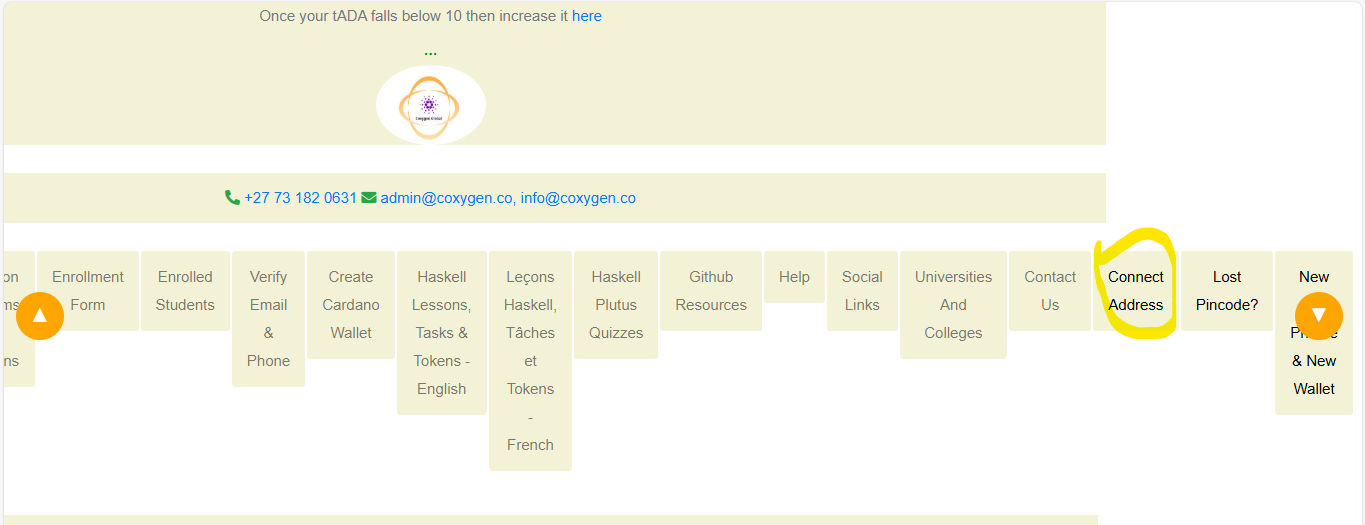 Once your tADA falls below 10 then increase it here
...
Coxygen Global
+27 73 182 0631 admin@coxygen.co, info@coxygen.co
on
ms
ns
Enrollment
Form
Enrolled
Students
Verify
Email
&
Phone
Create
Cardano
Wallet
Haskell
Lessons,
Tasks &
Tokens -
English
Leçons
Haskell,
Tâches
et
Tokens
-
French
Haskell
Plutus
Quizzes
Github
Resources
Help
Social
Links
Universities
And
Colleges
Contact
Us
Connect
Address
Lost
Pincode?
New
& New
Wallet